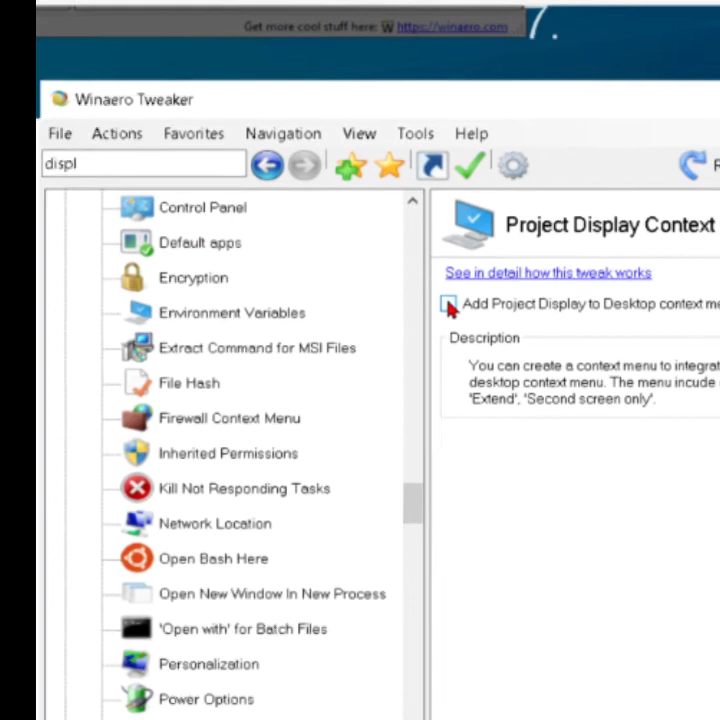 Get more cool stuff here: W https://winaero.com
7.
Winaero Tweaker
File Actions Favorites Navigation View Tools Help
displ
R
Control Panel
Default apps
Encryption
Environment Variables
Extract Command for MSI Files
File Hash
Firewall Context Menu
Inherited Permissions
Kill Not Responding Tasks
Network Location
Open Bash Here
Open New Window In New Process
'Open with' for Batch Files
Personalization
Power Options
Project Display Context
See in detail how this tweak works
Add Project Display to Desktop context me
Description
You can create a context menu to integrat
desktop context menu. The menu incude
'Extend', 'Second screen only'.